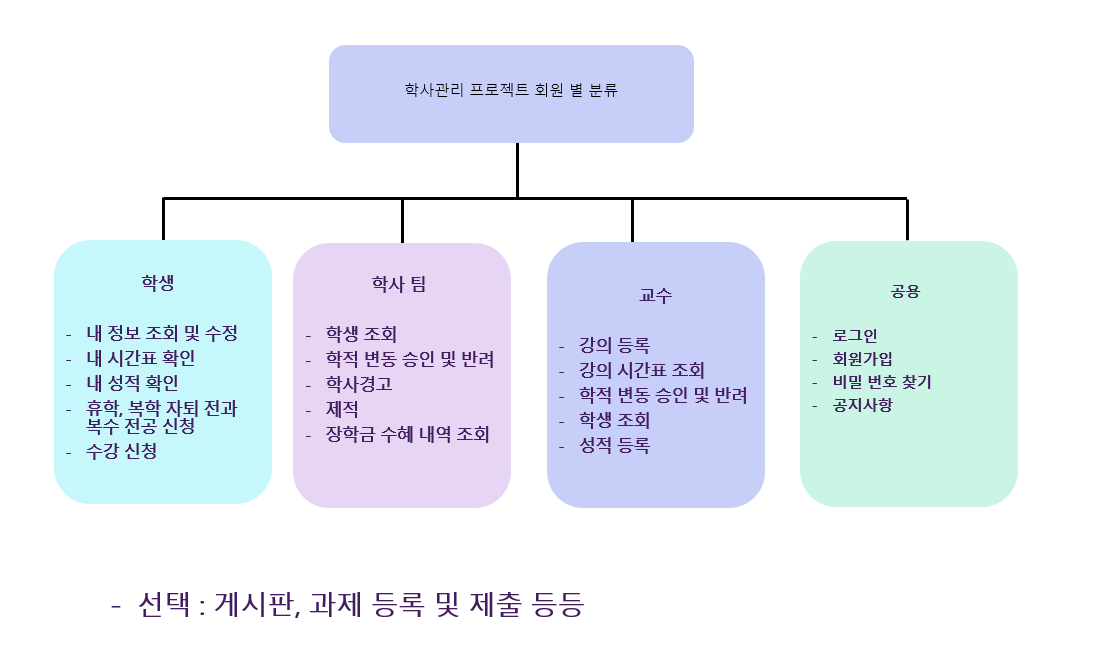 학사관리 프로젝트 회원 별 분류
학생
- 내 정보 조회 및 수정
- 내 시간표 확인
- 내 성적 확인
- 휴학, 복학 자퇴 전과
복수 전공 신청
- 수강 신청
학사 팀
- 학생 조회
- 학적 변동 승인 및 반려
- 학사경고
- 제적
- 장학금 수혜 내역 조회
교수
- 강의 등록
- 강의 시간표 조회
- 학적 변동 승인 및 반려
- 학생 조회
- 성적 등록
공용
- 로그인
- 회원가입
- 비밀 번호 찾기
- 공지사항
- 선택 : 게시판, 과제 등록 및 제출 등등